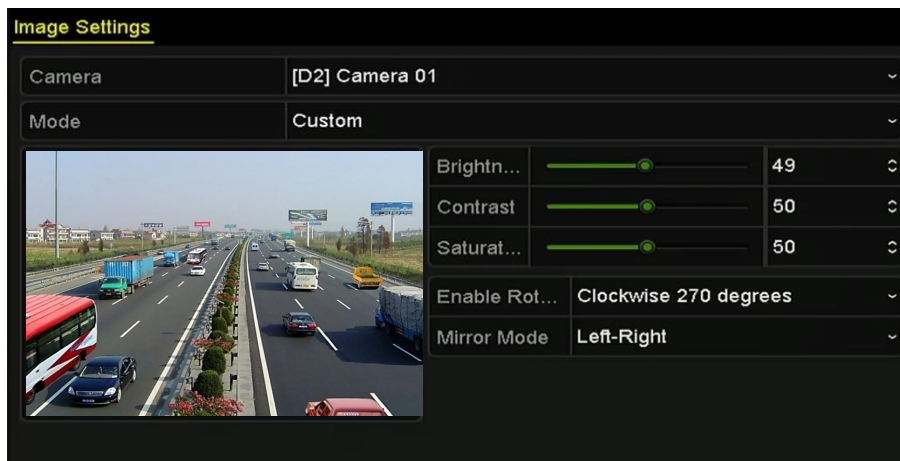 Image Settings
Camera [D2] Camera 01
Mode Custom
Brightn... 49
Contrast 50
Saturat... 50
Enable Rot... Clockwise 270 degrees
Mirror Mode Left-Right